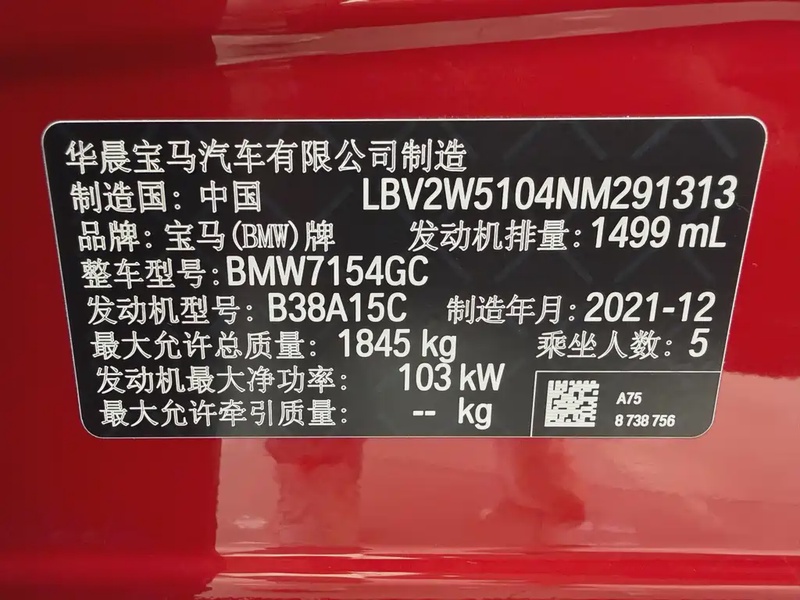 华晨宝马汽车有限公司制造
制造国：中国 LBV2W5104NM291313
品牌：宝马(BMW)牌 发动机排量：1499 mL
整车型号：BMW7154GC
发动机型号：B38A15C 制造年月：2021-12
最大允许总质量：1845 kg 乘坐人数：5
发动机最大净功率： 103 kW
最大允许牵引质量： -- kg
A75
8 738 756